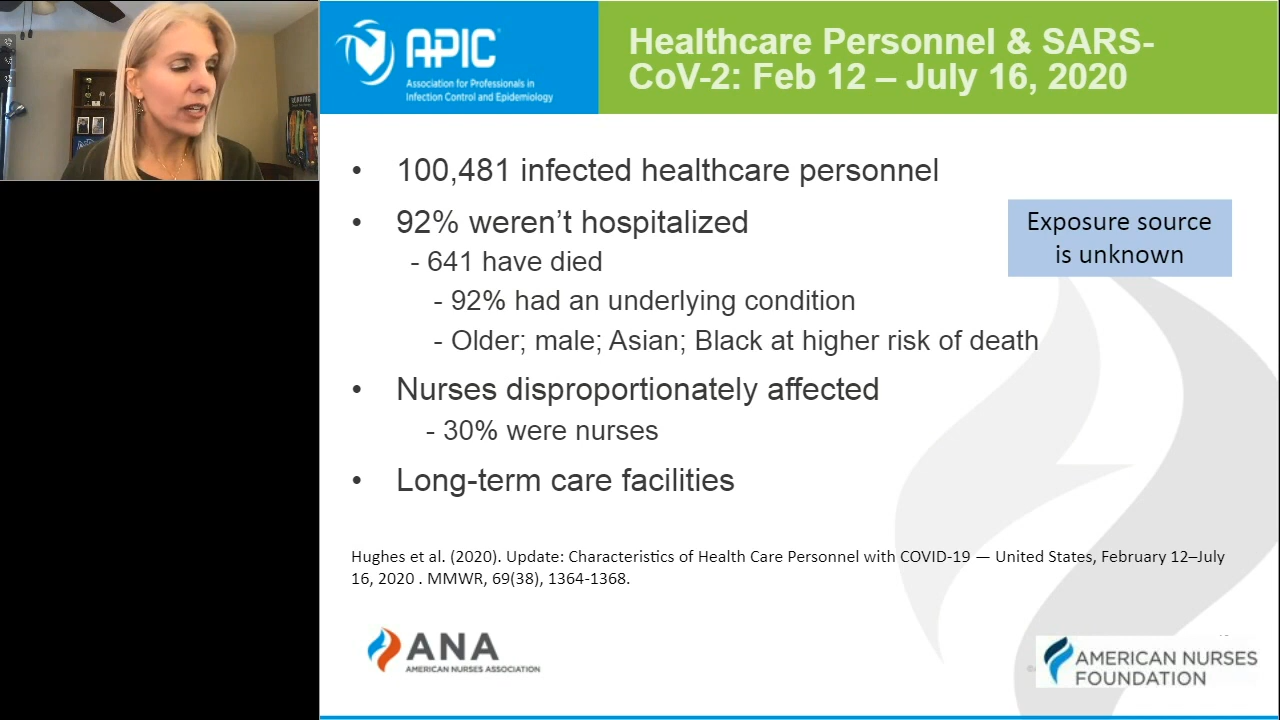 APIC
Association for Professionals in
Infection Control and Epidemiology
Healthcare Personnel & SARS-
CoV-2: Feb 12 – July 16, 2020
• 100,481 infected healthcare personnel
• 92% weren’t hospitalized
- 641 have died
- 92% had an underlying condition
- Older; male; Asian; Black at higher risk of death
Exposure source
is unknown
• Nurses disproportionately affected
- 30% were nurses
• Long-term care facilities
Hughes et al. (2020). Update: Characteristics of Health Care Personnel with COVID-19 — United States, February 12–July
16, 2020 . MMWR, 69(38), 1364-1368.
ANA
AMERICAN NURSES ASSOCIATION
AMERICAN NURSES
FOUNDATION